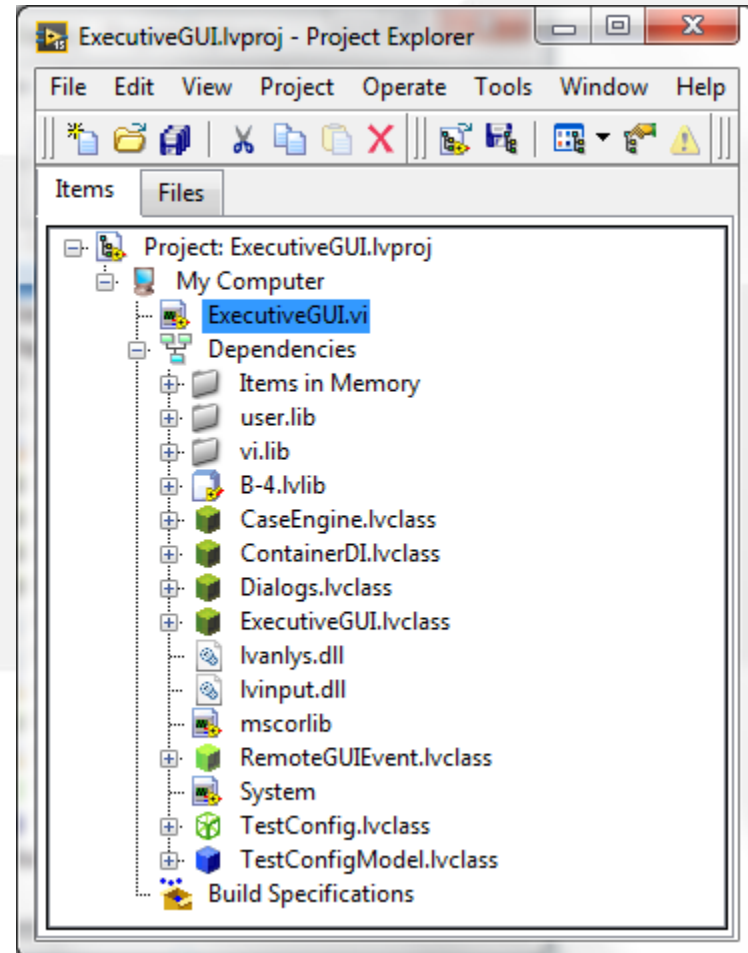 ExecutiveGUI.lvproj - Project Explorer
File Edit View Project Operate Tools Window Help
Items Files
Project: ExecutiveGUI.lvproj
My Computer
ExecutiveGUI.vi
Dependencies
Items in Memory
user.lib
vi.lib
B-4.lvlib
CaseEngine.lvclass
ContainerDI.lvclass
Dialogs.lvclass
ExecutiveGUI.lvclass
lvanlys.dll
lvinput.dll
mscorlib
RemoteGUIEvent.lvclass
System
TestConfig.lvclass
TestConfigModel.lvclass
Build Specifications